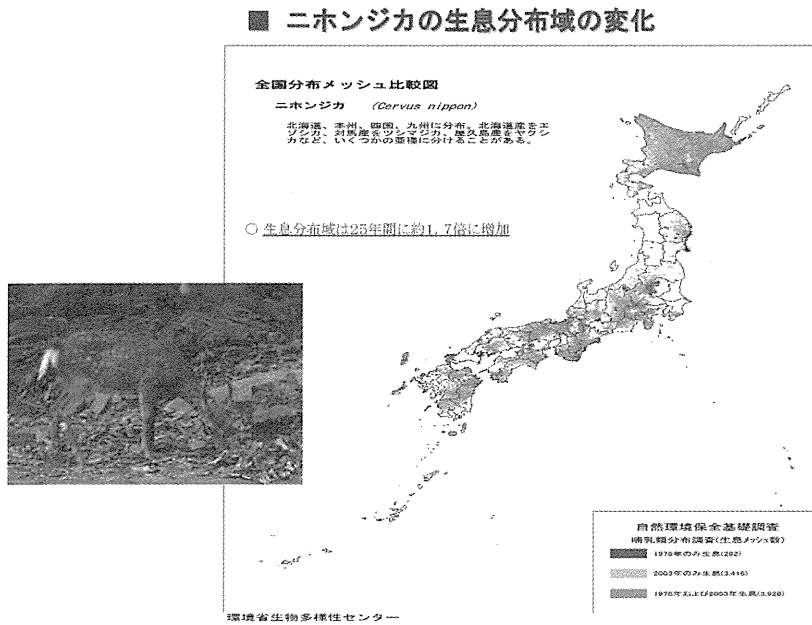 ■ ニホンジカの生息分布域の変化
全国分布メッシュ比較図
ニホンジカ (Cervus nippon)
北海道、本州、四国、九州に分布。北海道産をエ
ゾシカ、対馬産をツシマジカ、屋久島産をヤクシ
カなど、いくつかの亜種に分けることがある。
○ 生息分布域は25年間に約1.7倍に増加
自然環境保全基礎調査
哺乳類分布調査(生息メッシュ数)
1978年のみ生息(292)
2003年のみ生息(3,416)
1978年および2003年生息(3,928)
環境省生物多様性センター